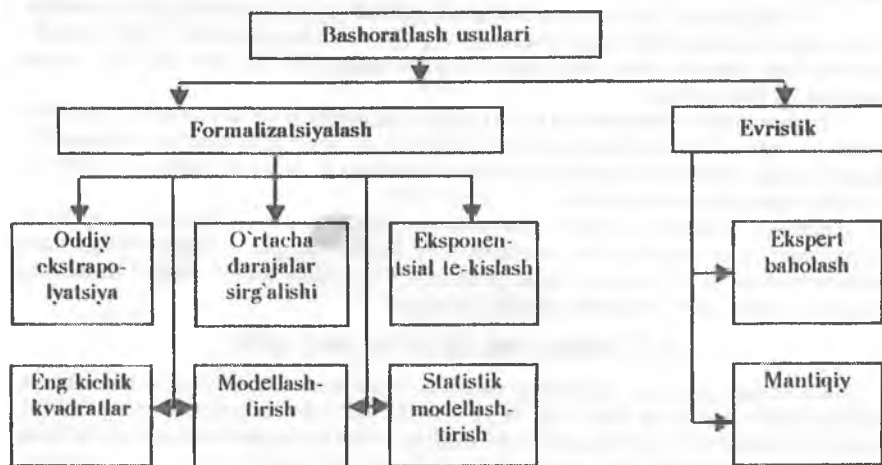 Bashoratlash usullari
Formalizatsiyalash
Evristik
Oddiy
ekstrapo-
lyatsiya
O`rtacha
darajalar
sirg`alishi
Eksponen-
tsial te-kislash
Ekspert
baholash
Eng kichik
kvadratlar
Modellash-
tirish
Statistik
modellash-
tirish
Mantiqiy